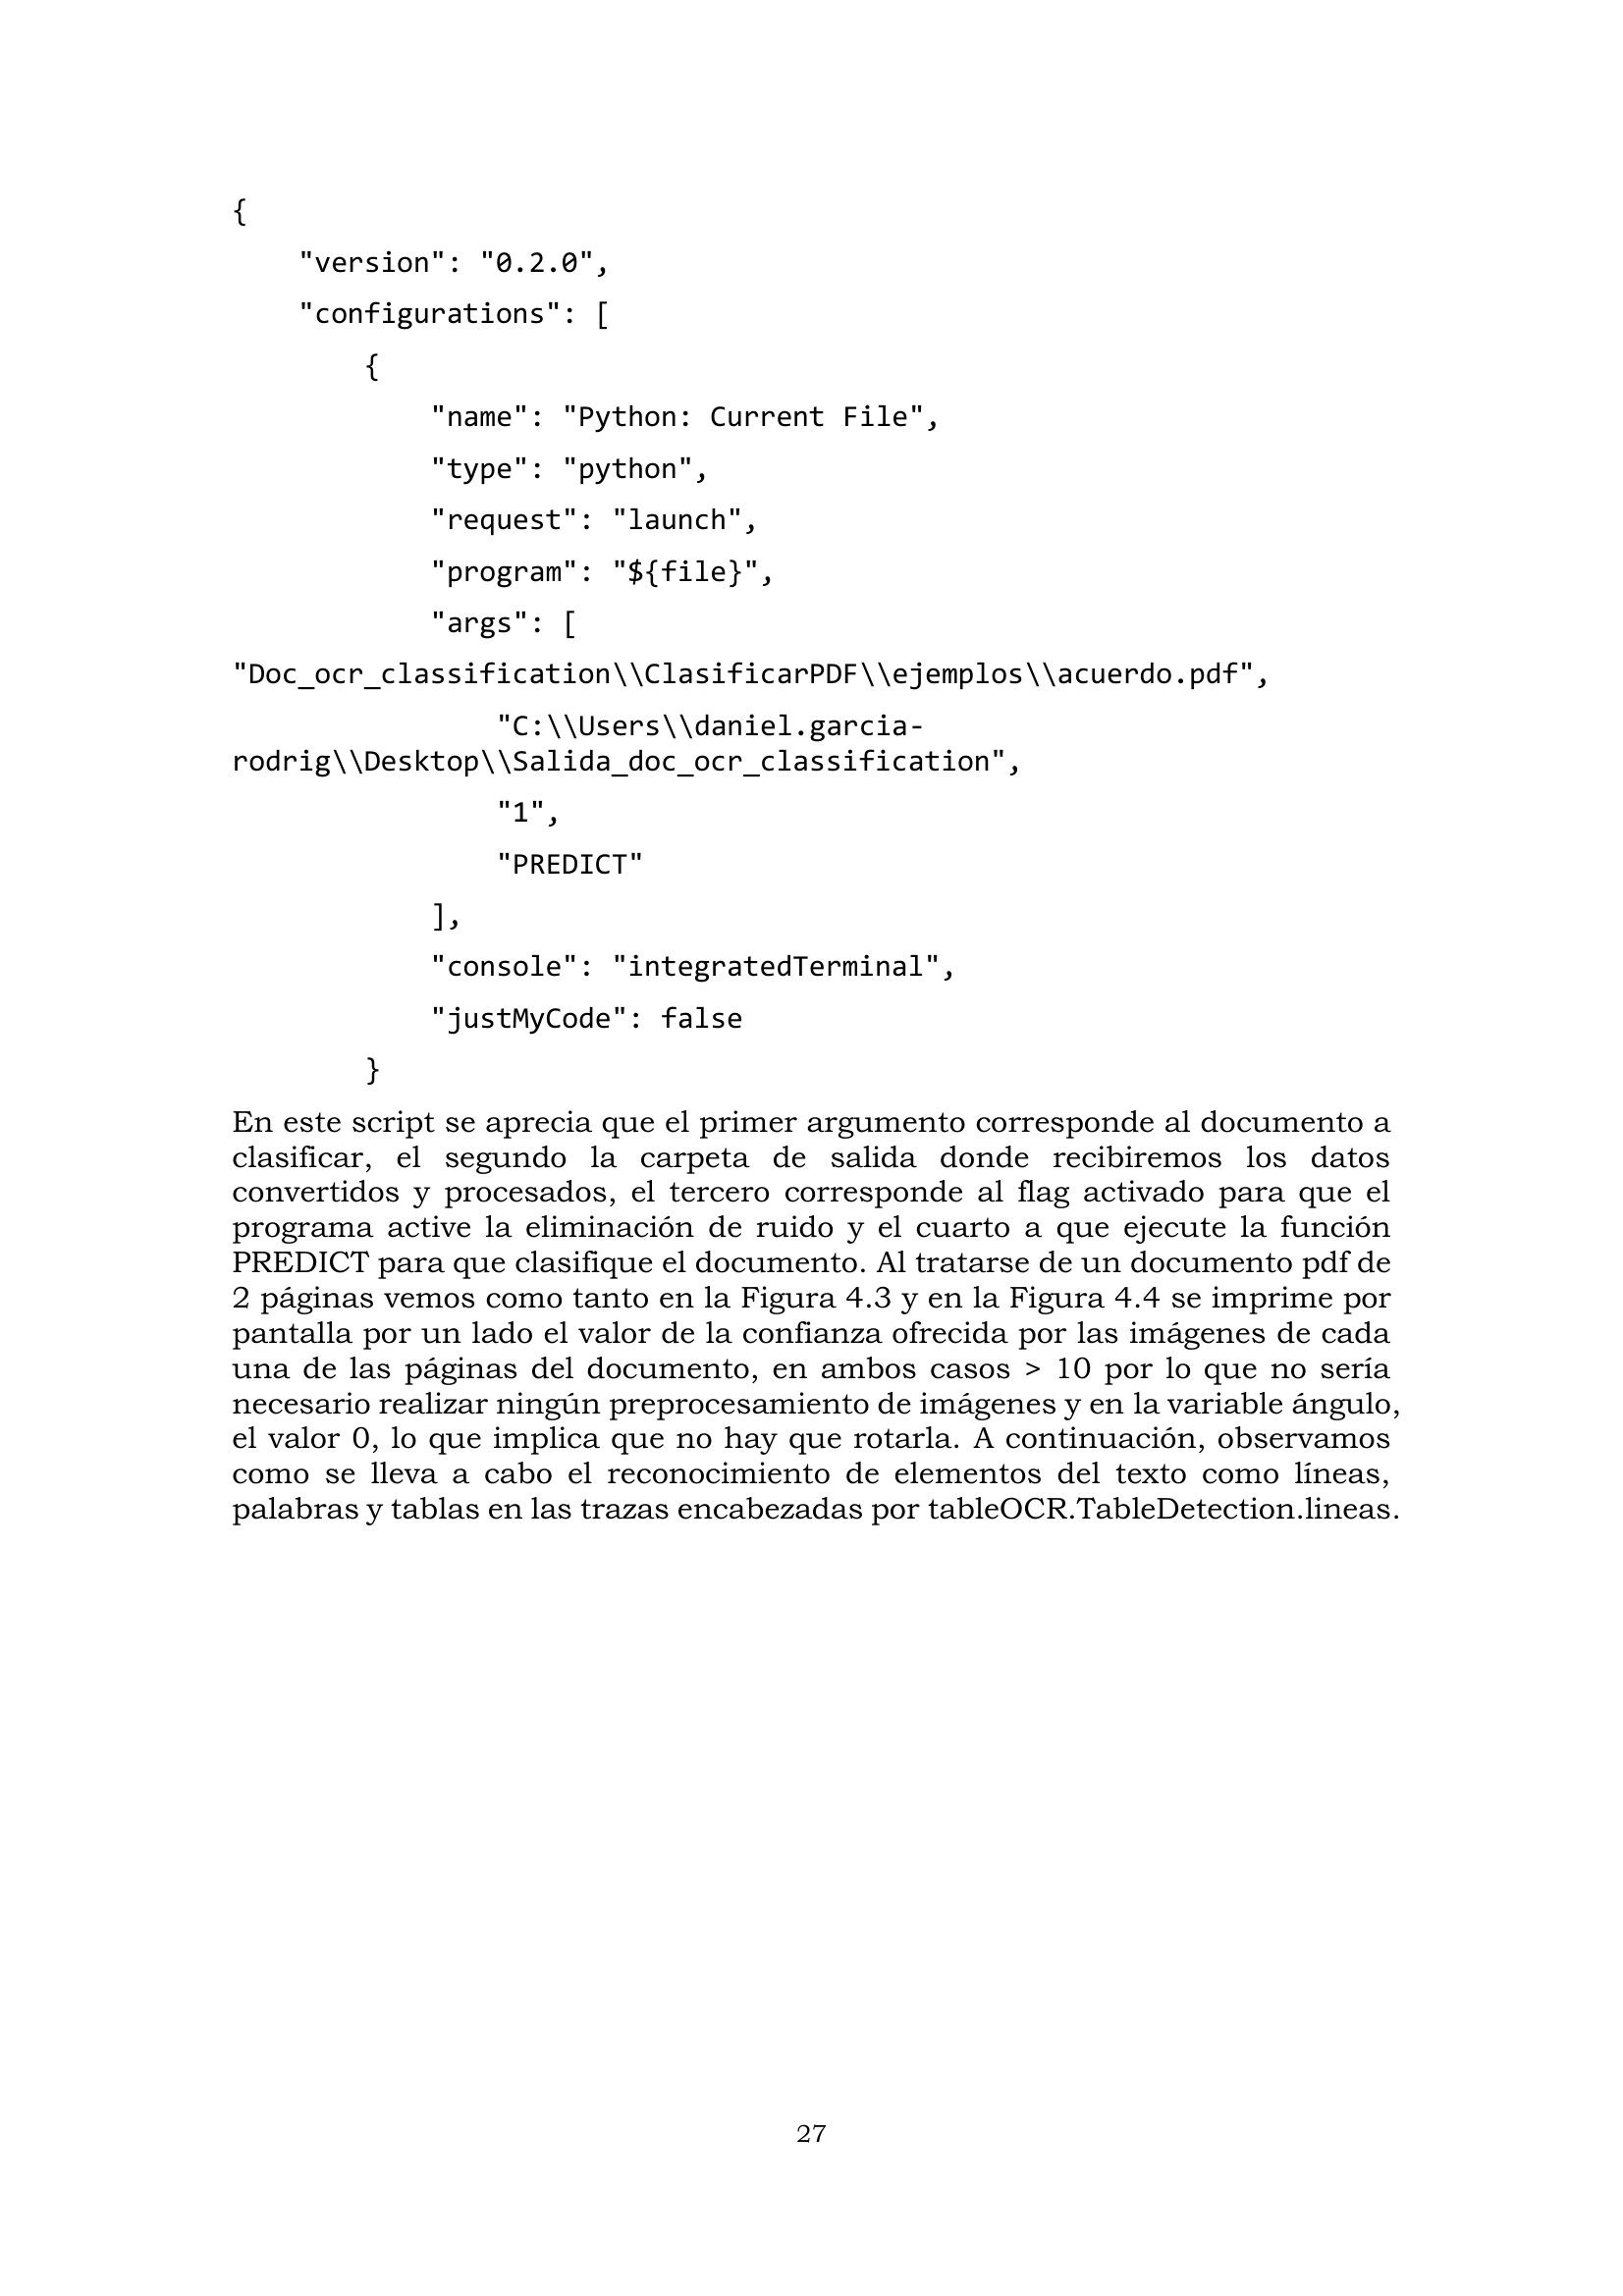 {
"version": "0.2.0",
"configurations": [
{
"name": "Python: Current File",
"type": "python",
"request": "launch",
"program": "${file}",
"args": [
"Doc_ocr_classification\\ClasificarPDF\\ejemplos\\acuerdo.pdf",
"C:\\Users\\daniel.garcia-
rodrig\\Desktop\\Salida_doc_ocr_classification",
"1",
"PREDICT"
],
"console": "integratedTerminal",
"justMyCode": false
}
En este script se aprecia que el primer argumento corresponde al documento a
clasificar, el segundo la carpeta de salida donde recibiremos los datos
convertidos y procesados, el tercero corresponde al flag activado para que el
programa active la eliminación de ruido y el cuarto a que ejecute la función
PREDICT para que clasifique el documento. Al tratarse de un documento pdf de
2 páginas vemos como tanto en la Figura 4.3 y en la Figura 4.4 se imprime por
pantalla por un lado el valor de la confianza ofrecida por las imágenes de cada
una de las páginas del documento, en ambos casos > 10 por lo que no sería
necesario realizar ningún preprocesamiento de imágenes y en la variable ángulo,
el valor 0, lo que implica que no hay que rotarla. A continuación, observamos
como se lleva a cabo el reconocimiento de elementos del texto como líneas,
palabras y tablas en las trazas encabezadas por tableOCR.TableDetection.lineas.
27